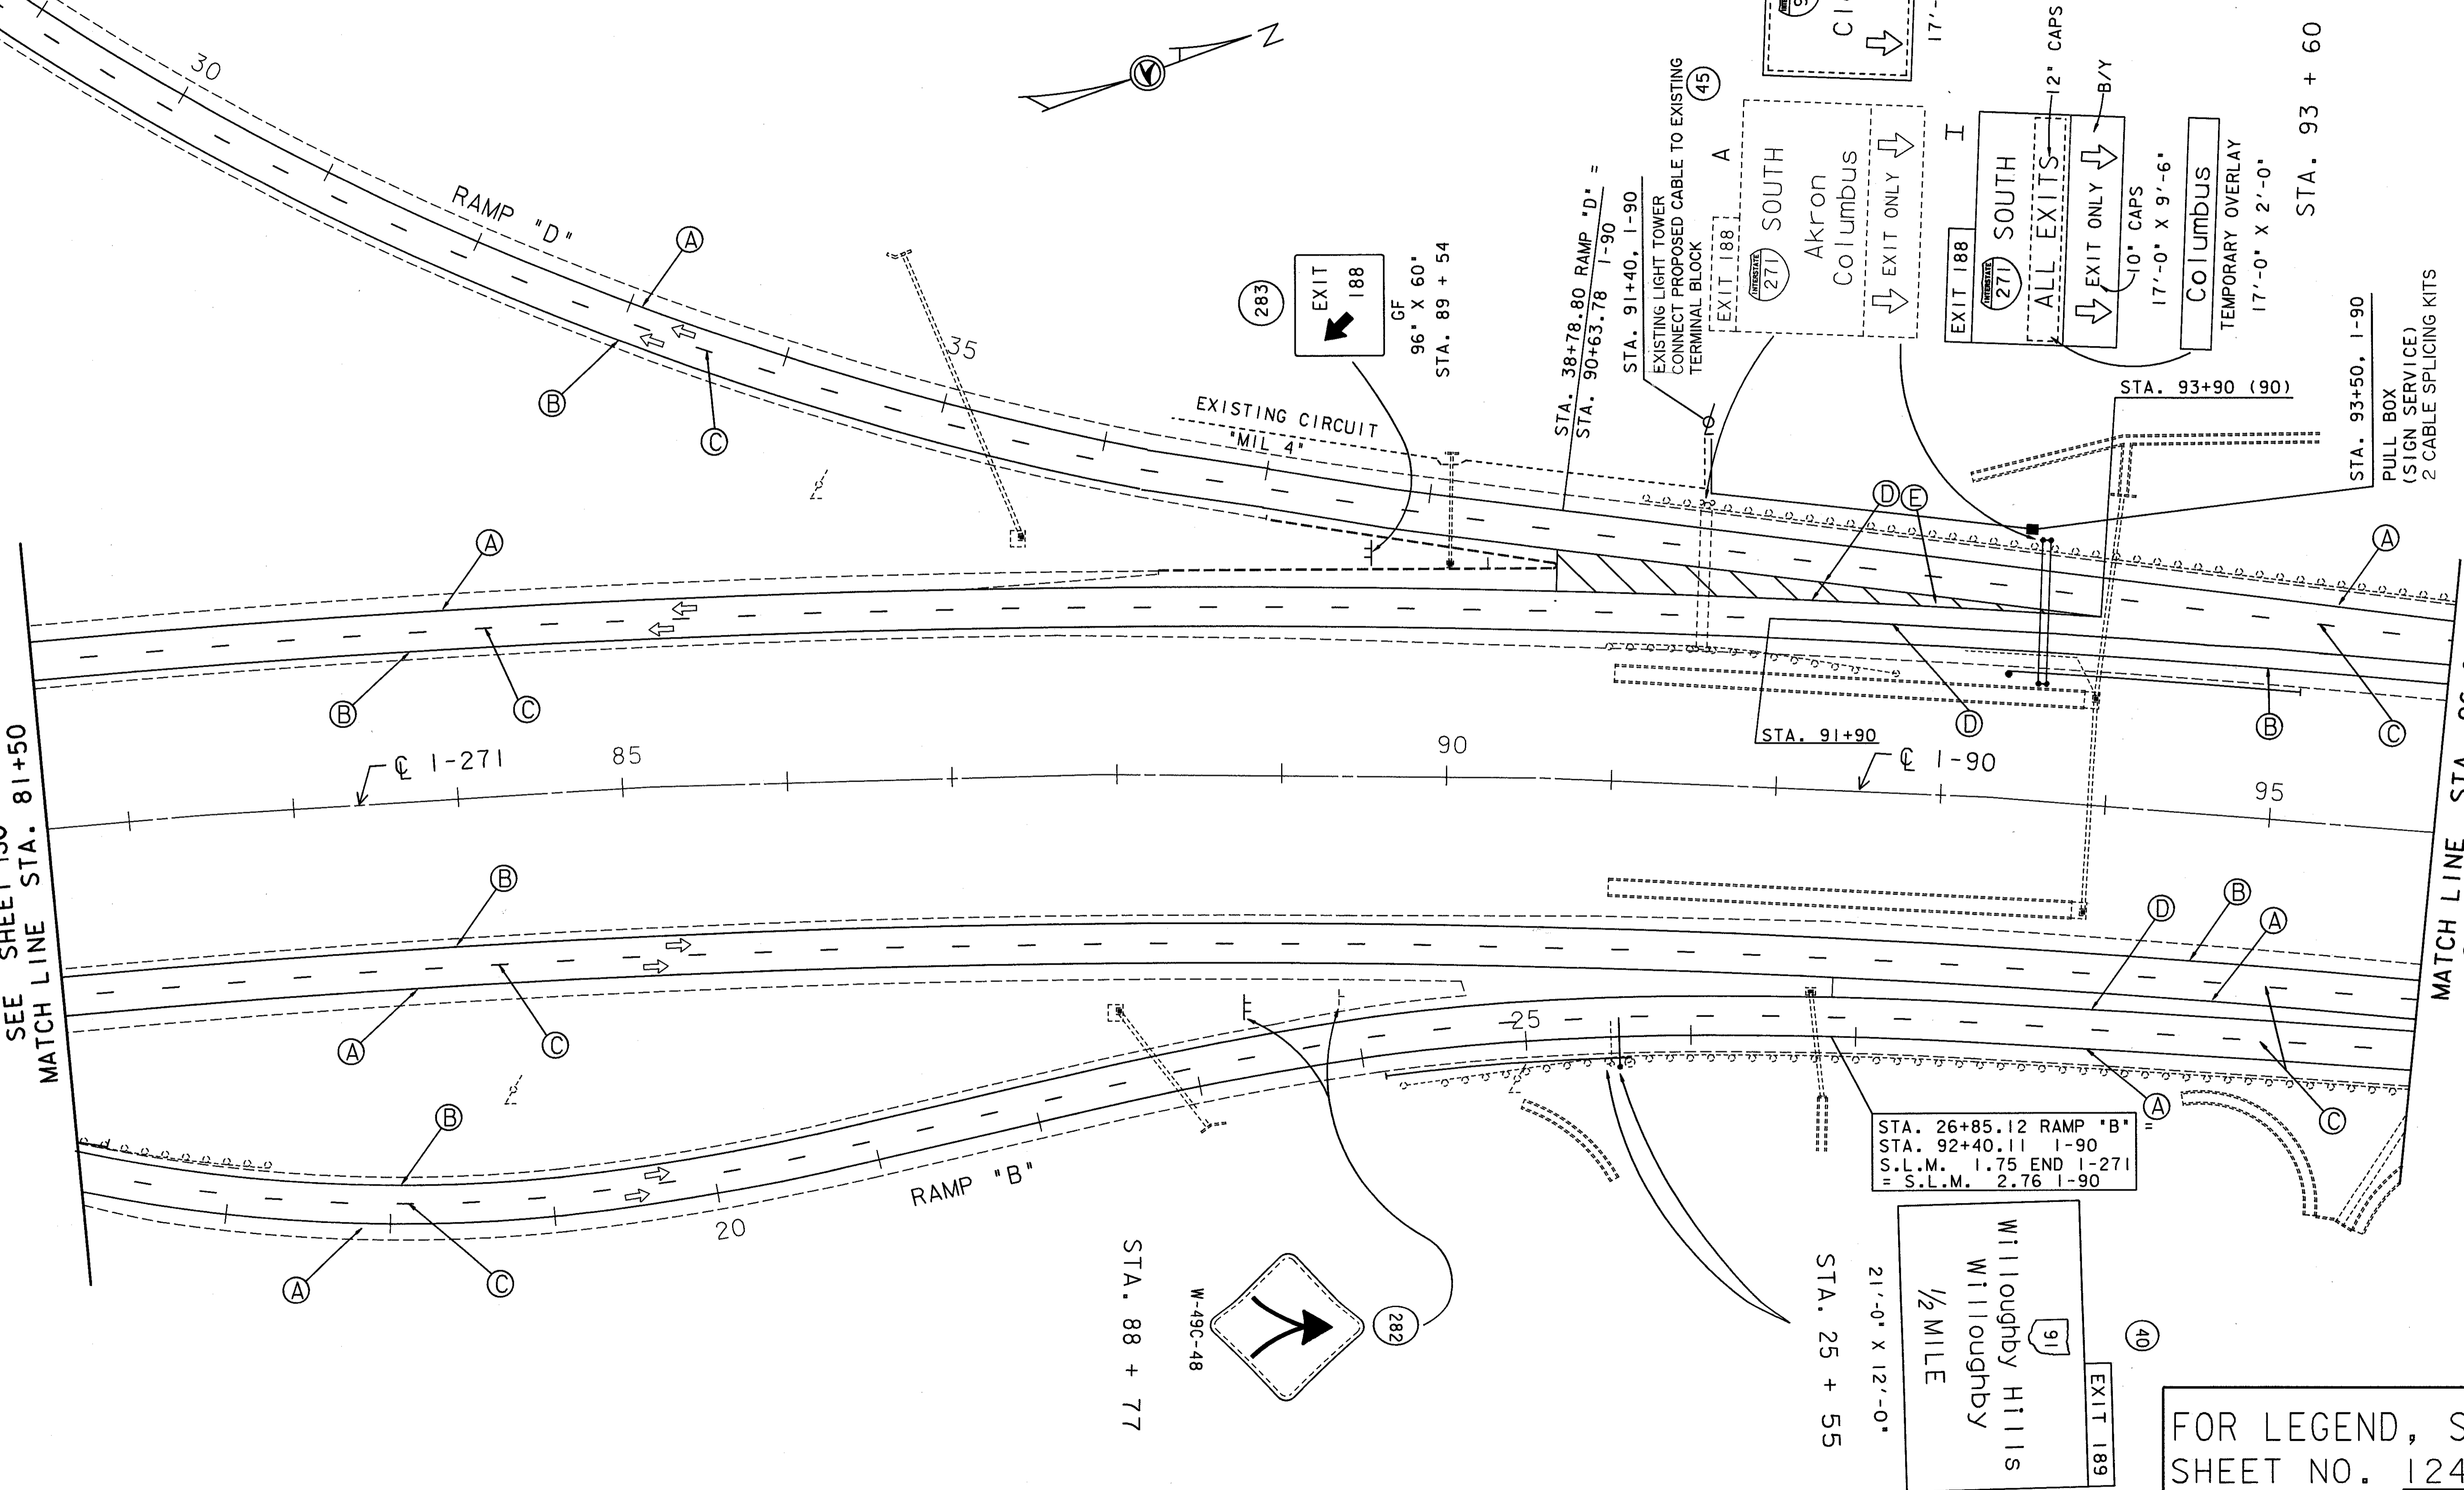 30
RAMP "D"
A
B
C
35
N
283
EXIT
188
GF
96" X 60"
STA. 89 + 54
EXISTING CIRCUIT
"MIL 4"
STA. 38+78.80 RAMP "D" =
STA. 90+63.78 I-90
STA. 91+40, I-90
EXISTING LIGHT TOWER
CONNECT PROPOSED CABLE TO EXISTING
TERMINAL BLOCK
45
17'-
A
EXIT 188
INTERSTATE
271 SOUTH
Akron
Columbus
EXIT ONLY
I
EXIT 188
INTERSTATE
271 SOUTH
ALL EXITS
12" CAPS
EXIT ONLY
B/Y
10" CAPS
17'-0" X 9'-6"
Columbus
TEMPORARY OVERLAY
17'-0" X 2'-0"
STA. 93 + 60
STA. 93+90 (90)
STA. 93+50, I-90
PULL BOX
(SIGN SERVICE)
2 CABLE SPLICING KITS
D
E
A
A
B
C
D
STA. 91+90
B
C
SEE SHEET
MATCH LINE STA. 81+50
℄ I-271
85
90
℄ I-90
95
MATCH LINE STA.
B
A
C
D
B
A
C
A
25
B
A
C
20
RAMP "B"
STA. 26+85.12 RAMP "B" =
STA. 92+40.11 I-90
S.L.M. 1.75 END I-271
= S.L.M. 2.76 I-90
STA. 88 + 77
W-49C-48
282
STA. 25 + 55
21'-0" X 12'-0"
40
EXIT 189
91
Willoughby Hills
Willoughby
1/2 MILE
FOR LEGEND, S
SHEET NO. 124